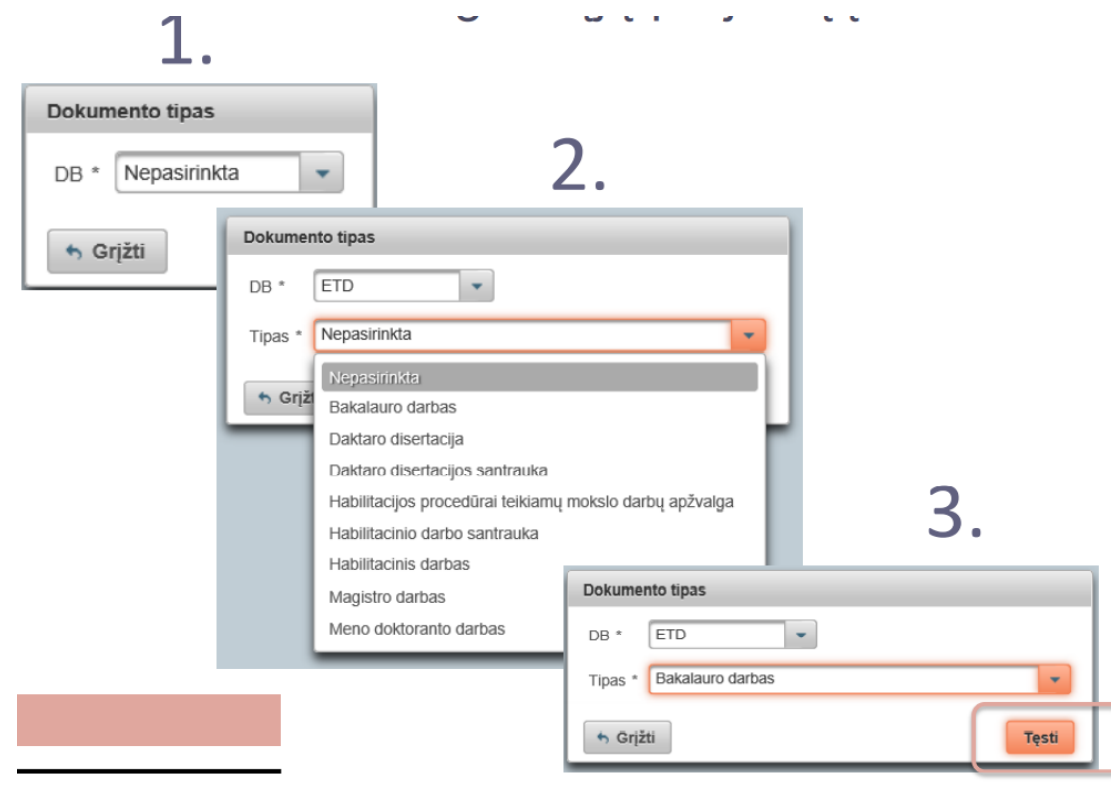 1.
Dokumento tipas
DB * Nepasirinkta
Grįžti
2.
Dokumento tipas
DB * ETD
Tipas * Nepasirinkta
Nepasirinkta
Bakalauro darbas
Daktaro disertacija
Daktaro disertacijos santrauka
Habilitacijos procedūrai teikiamų mokslo darbų apžvalga
Habilitacinio darbo santrauka
Habilitacinis darbas
Magistro darbas
Meno doktoranto darbas
3.
Dokumento tipas
DB * ETD
Tipas * Bakalauro darbas
Grįžti Tęsti